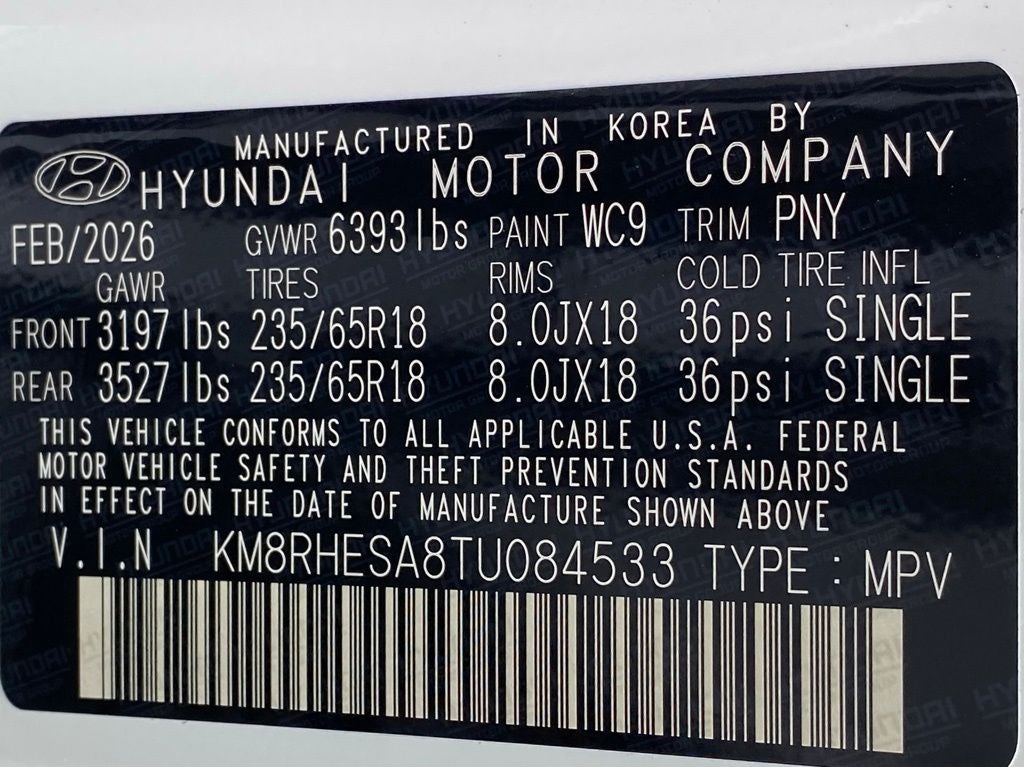 MANUFACTURED IN KOREA BY
HYUNDAI MOTOR COMPANY
FEB/2026 GVWR 6393lbs PAINT WC9 TRIM PNY
GAWR TIRES RIMS COLD TIRE INFL
FRONT 3197lbs 235/65R18 8.0JX18 36psi SINGLE
REAR 3527lbs 235/65R18 8.0JX18 36psi SINGLE
THIS VEHICLE CONFORMS TO ALL APPLICABLE U.S.A. FEDERAL
MOTOR VEHICLE SAFETY AND THEFT PREVENTION STANDARDS
IN EFFECT ON THE DATE OF MANUFACTURE SHOWN ABOVE
V.I.N KM8RHESA8TU084533 TYPE : MPV